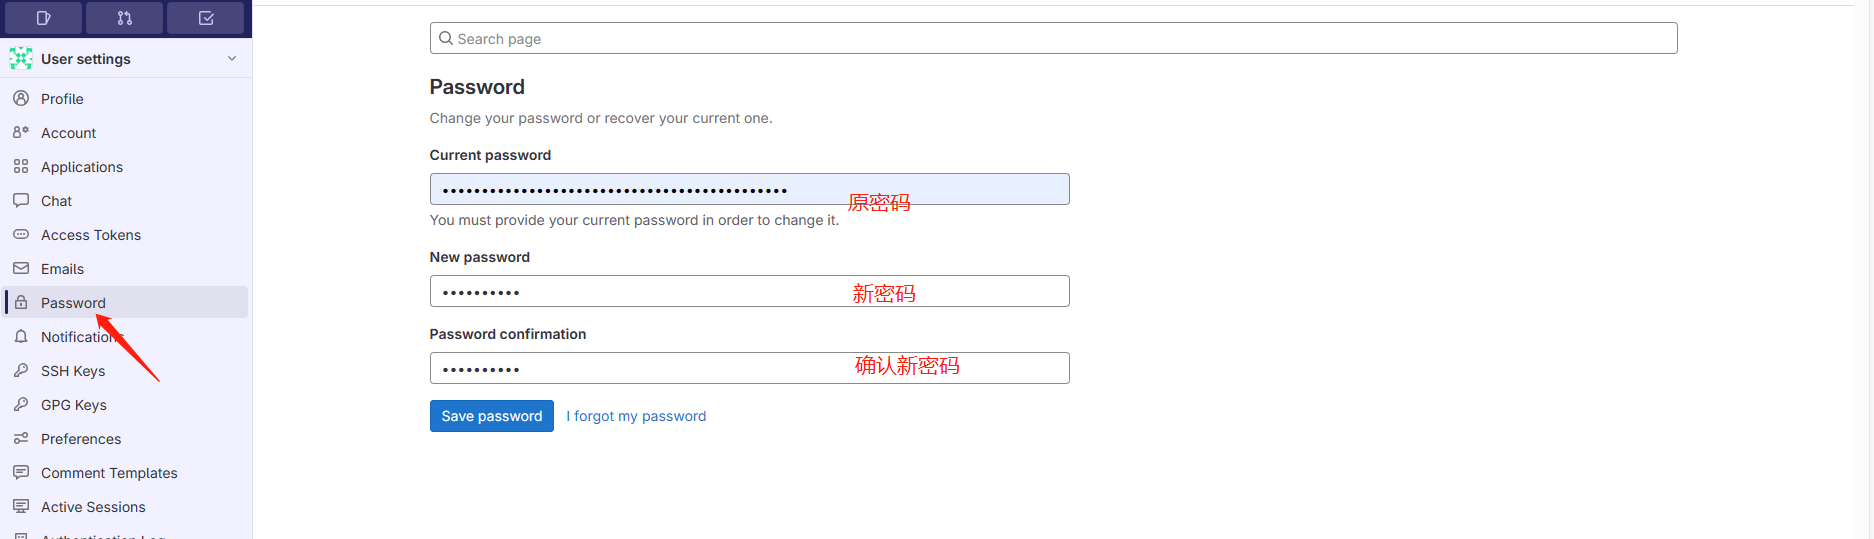 User settings
Profile
Account
Applications
Chat
Access Tokens
Emails
Password
Notifications
SSH Keys
GPG Keys
Preferences
Comment Templates
Active Sessions
Authentication Log
Search page
Password
Change your password or recover your current one.
Current password
原密码
You must provide your current password in order to change it.
New password
新密码
Password confirmation
确认新密码
Save password
I forgot my password